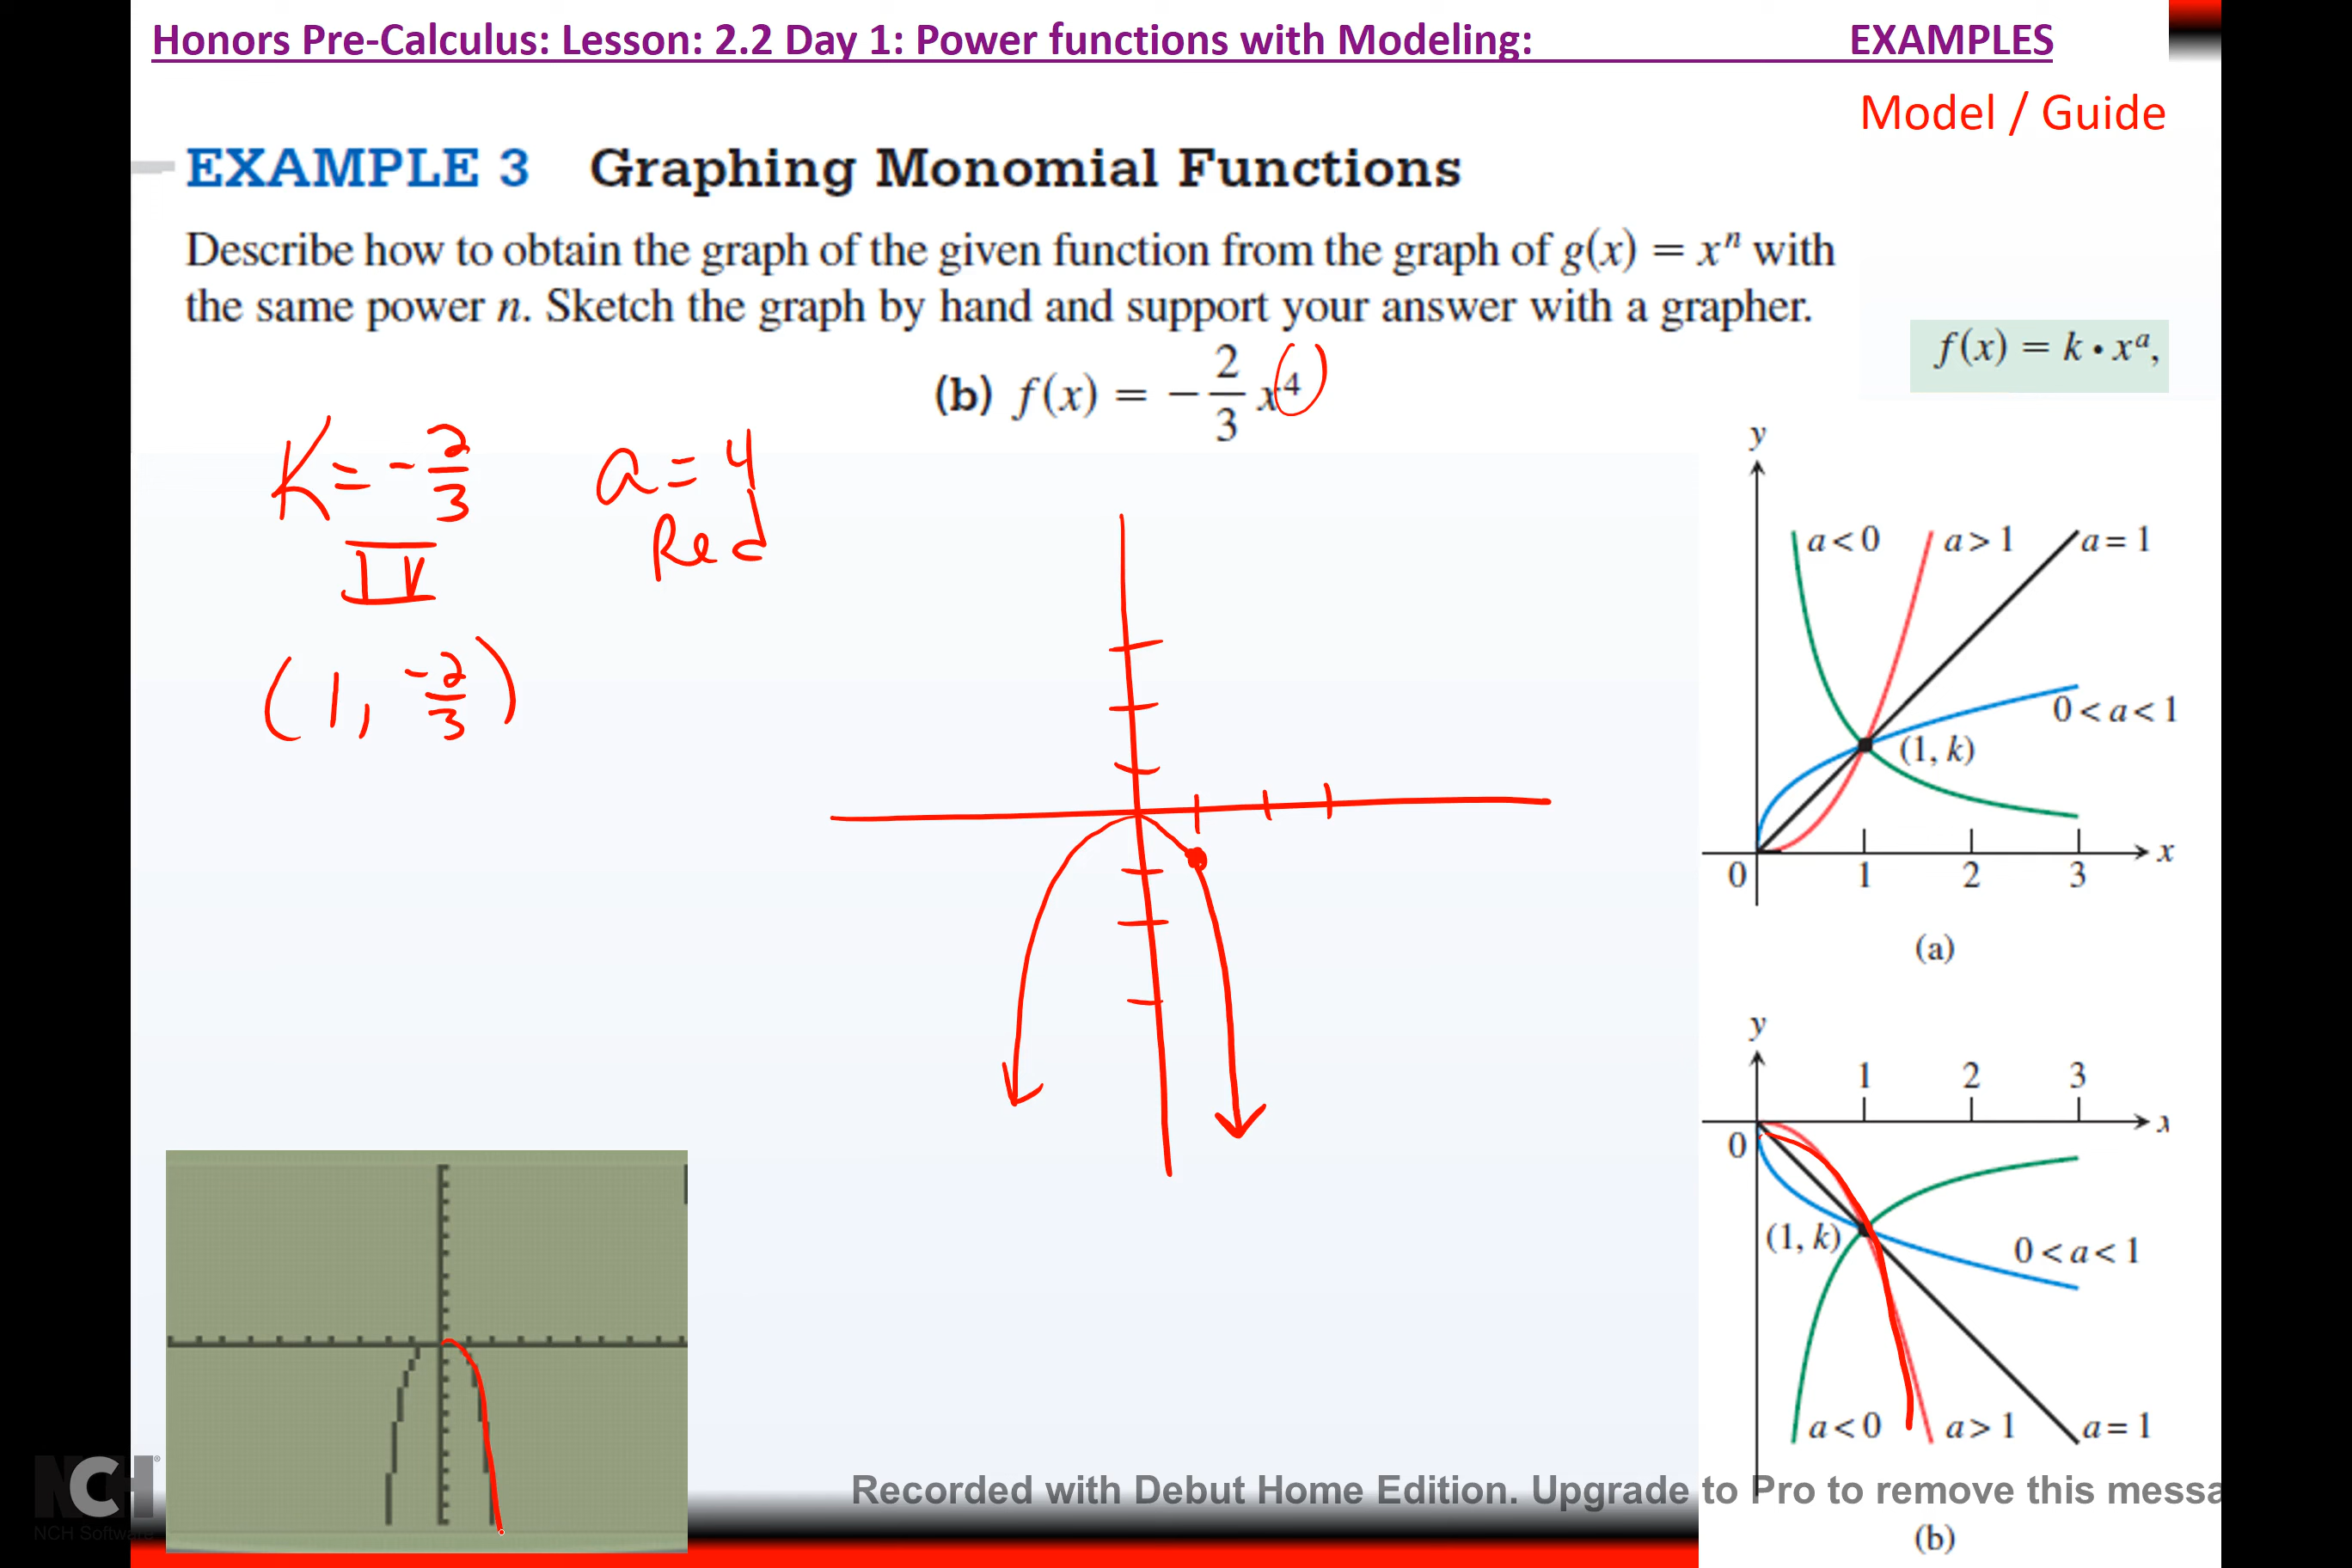 Honors Pre-Calculus: Lesson: 2.2 Day 1: Power functions with Modeling: EXAMPLES
Model / Guide
EXAMPLE 3 Graphing Monomial Functions
Describe how to obtain the graph of the given function from the graph of g(x) = xⁿ with
the same power n. Sketch the graph by hand and support your answer with a grapher.
f(x) = k • xᵃ,
(b) f(x) = -2/3 x⁴
K = -2/3 a = 4
IV Red
(1, -2/3)
y
a < 0 a > 1 a = 1
0 < a < 1
(1, k)
0 1 2 3 x
(a)
y
1 2 3
x
0
(1, k)
0 < a < 1
a < 0 a > 1 a = 1
(b)
NCH®
NCH Software
Recorded with Debut Home Edition. Upgrade to Pro to remove this messa